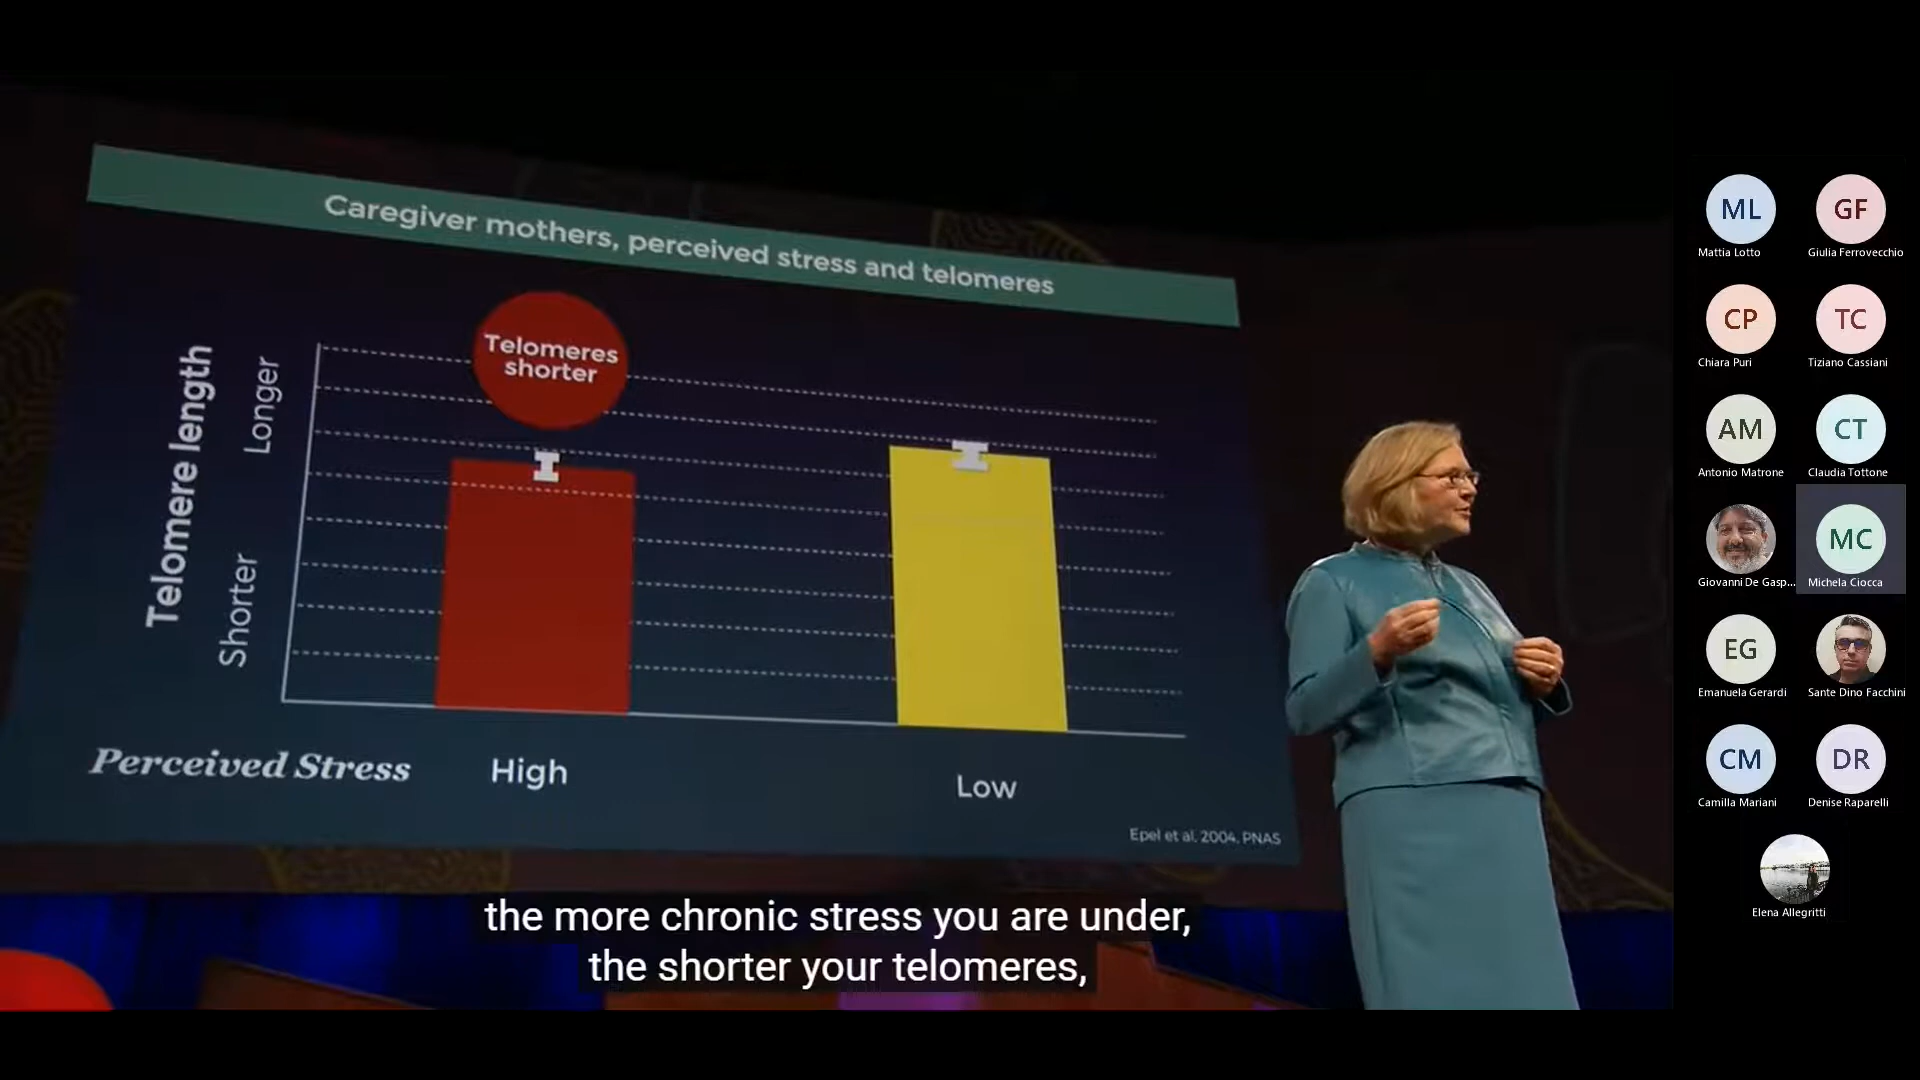 Caregiver mothers, perceived stress and telomeres
Telomeres
shorter
Telomere length
Longer
Shorter
Perceived Stress
High
Low
Epel et al. 2004. PNAS
the more chronic stress you are under,
the shorter your telomeres,
ML
GF
Mattia Lotto
Giulia Ferrovecchio
CP
TC
Chiara Puri
Tiziano Cassiani
AM
CT
Antonio Matrone
Claudia Tottone
MC
Giovanni De Gasp...
Michela Ciocca
EG
Emanuela Gerardi
Sante Dino Facchini
CM
DR
Camilla Mariani
Denise Raparelli
Elena Allegritti